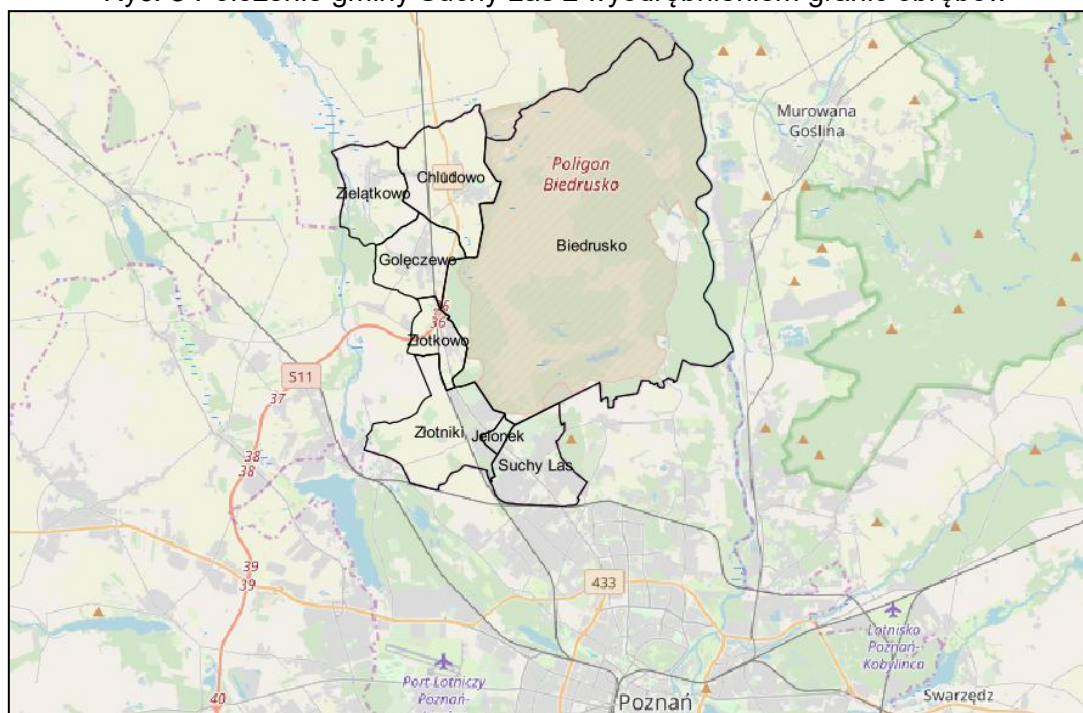 Murowana
Goślina
Poligon
Biedrusko
Chludowo
Zielątkowo
Biedrusko
Golęczewo
36
Złotkowo
S11
37
Złotniki
Jelonek
38
38
Suchy Las
39
39
433
Lotnisko
Poznań-
Kobylnica
Port Lotniczy
Poznań-
40
Poznań
Swarzędz